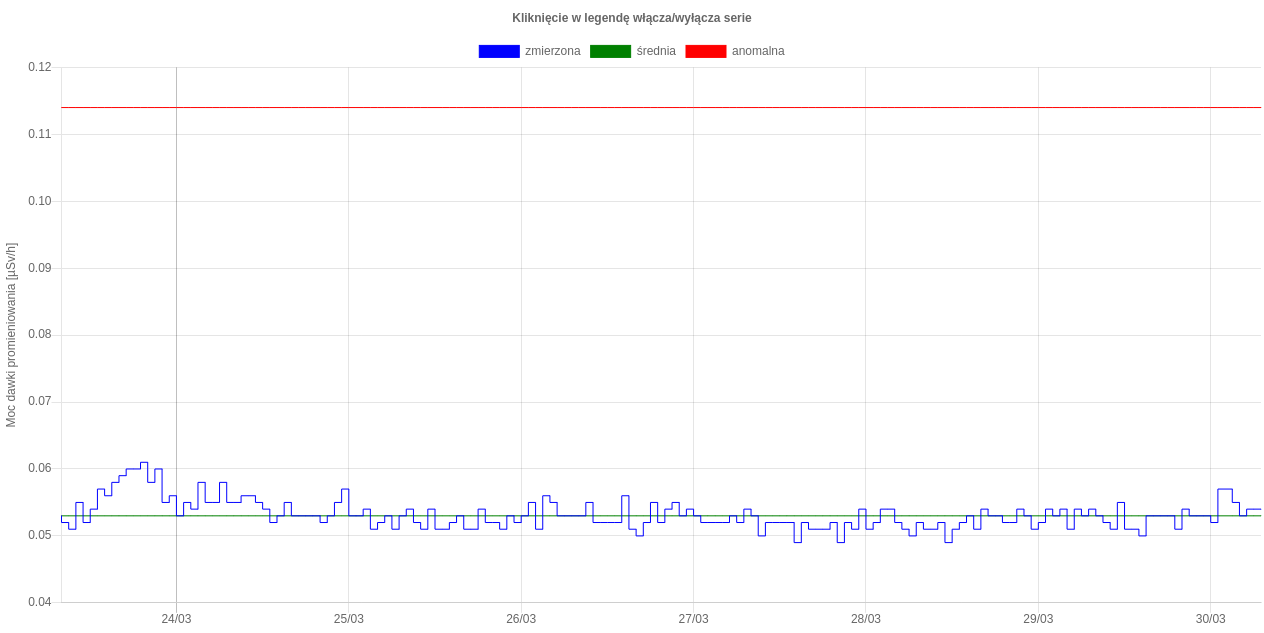 Kliknięcie w legendę włącza/wyłącza serie
zmierzona średnia anomalna
Moc dawki promieniowania [µSv/h]
0.12
0.11
0.10
0.09
0.08
0.07
0.06
0.05
0.04
24/03 25/03 26/03 27/03 28/03 29/03 30/03